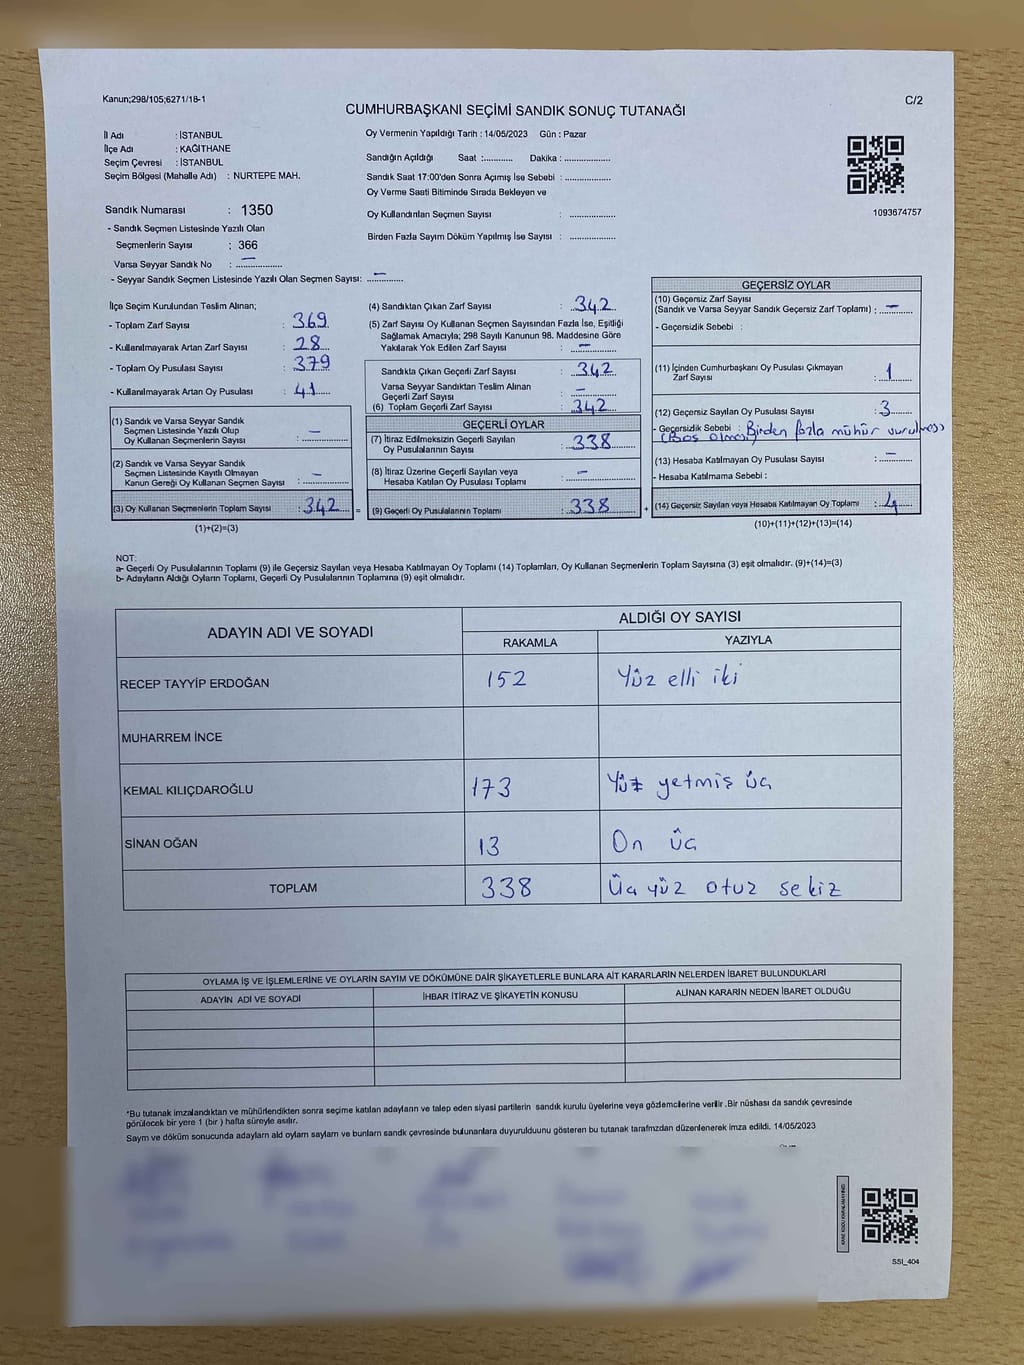 Kanun;298/105;6271/18-1
C/2
CUMHURBAŞKANI SEÇİMİ SANDIK SONUÇ TUTANAĞI
İl Adı : İSTANBUL
İlçe Adı : KAĞITHANE
Seçim Çevresi : İSTANBUL
Seçim Bölgesi (Mahalle Adı) : NURTEPE MAH.
Sandık Numarası : 1350
- Sandık Seçmen Listesinde Yazılı Olan
Seçmenlerin Sayısı : 366
Varsa Seyyar Sandık No : —
- Seyyar Sandık Seçmen Listesinde Yazılı Olan Seçmen Sayısı: —
Oy Vermenin Yapıldığı Tarih : 14/05/2023 Gün : Pazar
Sandığın Açıldığı Saat :............ Dakika : ....................
Sandık Saat 17:00'den Sonra Açımış İse Sebebi : ....................
Oy Verme Saati Bitiminde Sırada Bekleyen ve
Oy Kullandırılan Seçmen Sayısı : ....................
Birden Fazla Sayım Döküm Yapılmış İse Sayısı : ....................
1093674757
İlçe Seçim Kurulundan Teslim Alınan;
- Toplam Zarf Sayısı : 369
- Kullanılmayarak Artan Zarf Sayısı : 28
- Toplam Oy Pusulası Sayısı : 379
- Kullanılmayarak Artan Oy Pusulası : 41
(1) Sandık ve Varsa Seyyar Sandık
Seçmen Listesinde Yazılı Olup
Oy Kullanan Seçmenlerin Sayısı : —
(2) Sandık ve Varsa Seyyar Sandık
Seçmen Listesinde Kayıtlı Olmayan
Kanun Gereği Oy Kullanan Seçmen Sayısı : —
(3) Oy Kullanan Seçmenlerin Toplam Sayısı : 342 =
(1)+(2)=(3)
(4) Sandıktan Çıkan Zarf Sayısı : 342
(5) Zarf Sayısı Oy Kullanan Seçmen Sayısından Fazla İse, Eşitliği
Sağlamak Amacıyla; 298 Sayılı Kanunun 98. Maddesine Göre
Yakılarak Yok Edilen Zarf Sayısı : —
Sandıkta Çıkan Geçerli Zarf Sayısı : 342
Varsa Seyyar Sandıktan Teslim Alınan
Geçerli Zarf Sayısı : —
(6) Toplam Geçerli Zarf Sayısı : 342
GEÇERLİ OYLAR
(7) İtiraz Edilmeksizin Geçerli Sayılan
Oy Pusulalarının Sayısı : 338
(8) İtiraz Üzerine Geçerli Sayılan veya
Hesaba Katılan Oy Pusulası Toplamı : —
(9) Geçerli Oy Pusulalarının Toplamı : 338 +
GEÇERSİZ OYLAR
(10) Geçersiz Zarf Sayısı
(Sandık ve Varsa Seyyar Sandık Geçersiz Zarf Toplamı) : —
- Geçersizlik Sebebi :
(11) İçinden Cumhurbaşkanı Oy Pusulası Çıkmayan
Zarf Sayısı : 1
(12) Geçersiz Sayılan Oy Pusulası Sayısı : 3
- Geçersizlik Sebebi : Birden fazla mühür vurulması
(Boş olması)
(13) Hesaba Katılmayan Oy Pusulası Sayısı : —
- Hesaba Katılmama Sebebi :
(14) Geçersiz Sayılan veya Hesaba Katılmayan Oy Toplamı : 4
(10)+(11)+(12)+(13)=(14)
NOT:
a- Geçerli Oy Pusulalarının Toplamı (9) ile Geçersiz Sayılan veya Hesaba Katılmayan Oy Toplamı (14) Toplamları, Oy Kullanan Seçmenlerin Toplam Sayısına (3) eşit olmalıdır. (9)+(14)=(3)
b- Adayların Aldığı Oyların Toplamı, Geçerli Oy Pusulalarının Toplamına (9) eşit olmalıdır.
ADAYIN ADI VE SOYADI
ALDIĞI OY SAYISI
RAKAMLA YAZIYLA
RECEP TAYYİP ERDOĞAN 152 Yüz elli iki
MUHARREM İNCE
KEMAL KILIÇDAROĞLU 173 Yüz yetmiş üç
SİNAN OĞAN 13 On üç
TOPLAM 338 Üç yüz otuz sekiz
OYLAMA İŞ VE İŞLEMLERİNE VE OYLARIN SAYIM VE DÖKÜMÜNE DAİR ŞİKAYETLERLE BUNLARA AİT KARARLARIN NELERDEN İBARET BULUNDUKLARI
ADAYIN ADI VE SOYADI İHBAR İTİRAZ VE ŞİKAYETİN KONUSU ALINAN KARARIN NEDEN İBARET OLDUĞU
*Bu tutanak imzalandıktan ve mühürlendikten sonra seçime katılan adayların ve talep eden siyasi partilerin sandık kurulu üyelerine veya gözlemcilerine verilir .Bir nüshası da sandık çevresinde
görülecek bir yere 1 (bir ) hafta süreyle asılır.
Sayım ve döküm sonucunda adayların ald oyların sayların ve bunların sandk çevresinde bulunanlara duyurulduunu gösteren bu tutanak tarafmızdan düzenlenerek imza edildi. 14/05/2023
SSI_404